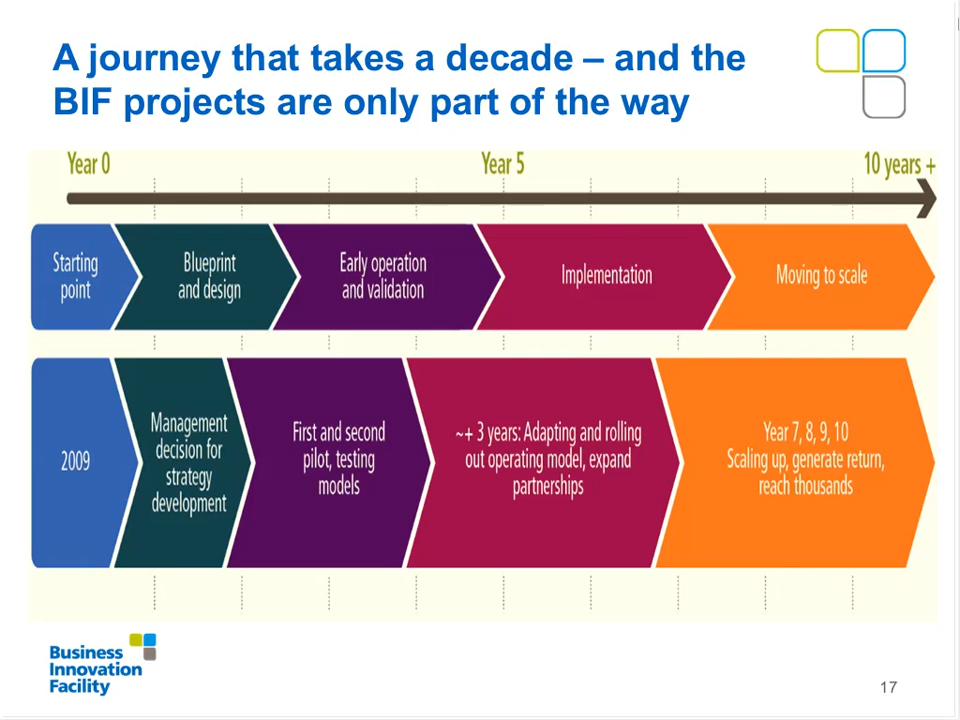 A journey that takes a decade – and the
BIF projects are only part of the way
Year 0
Year 5
10 years +
Starting
point
Blueprint
and design
Early operation
and validation
Implementation
Moving to scale
2009
Management
decision for
strategy
development
First and second
pilot, testing
models
~+ 3 years: Adapting and rolling
out operating model, expand
partnerships
Year 7, 8, 9, 10
Scaling up, generate return,
reach thousands
Business
Innovation
Facility
17